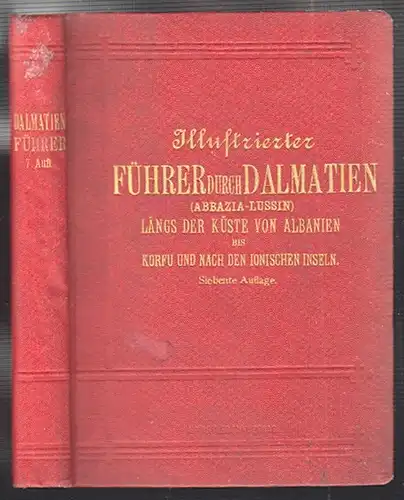 DALMATIEN
FÜHRER
7. Aufl.
Illustrierter
FÜHRER DURCH DALMATIEN
(ABBAZIA-LUSSIN)
LÄNGS DER KÜSTE VON ALBANIEN
BIS
KORFU UND NACH DEN IONISCHEN INSELN.
Siebente Auflage.